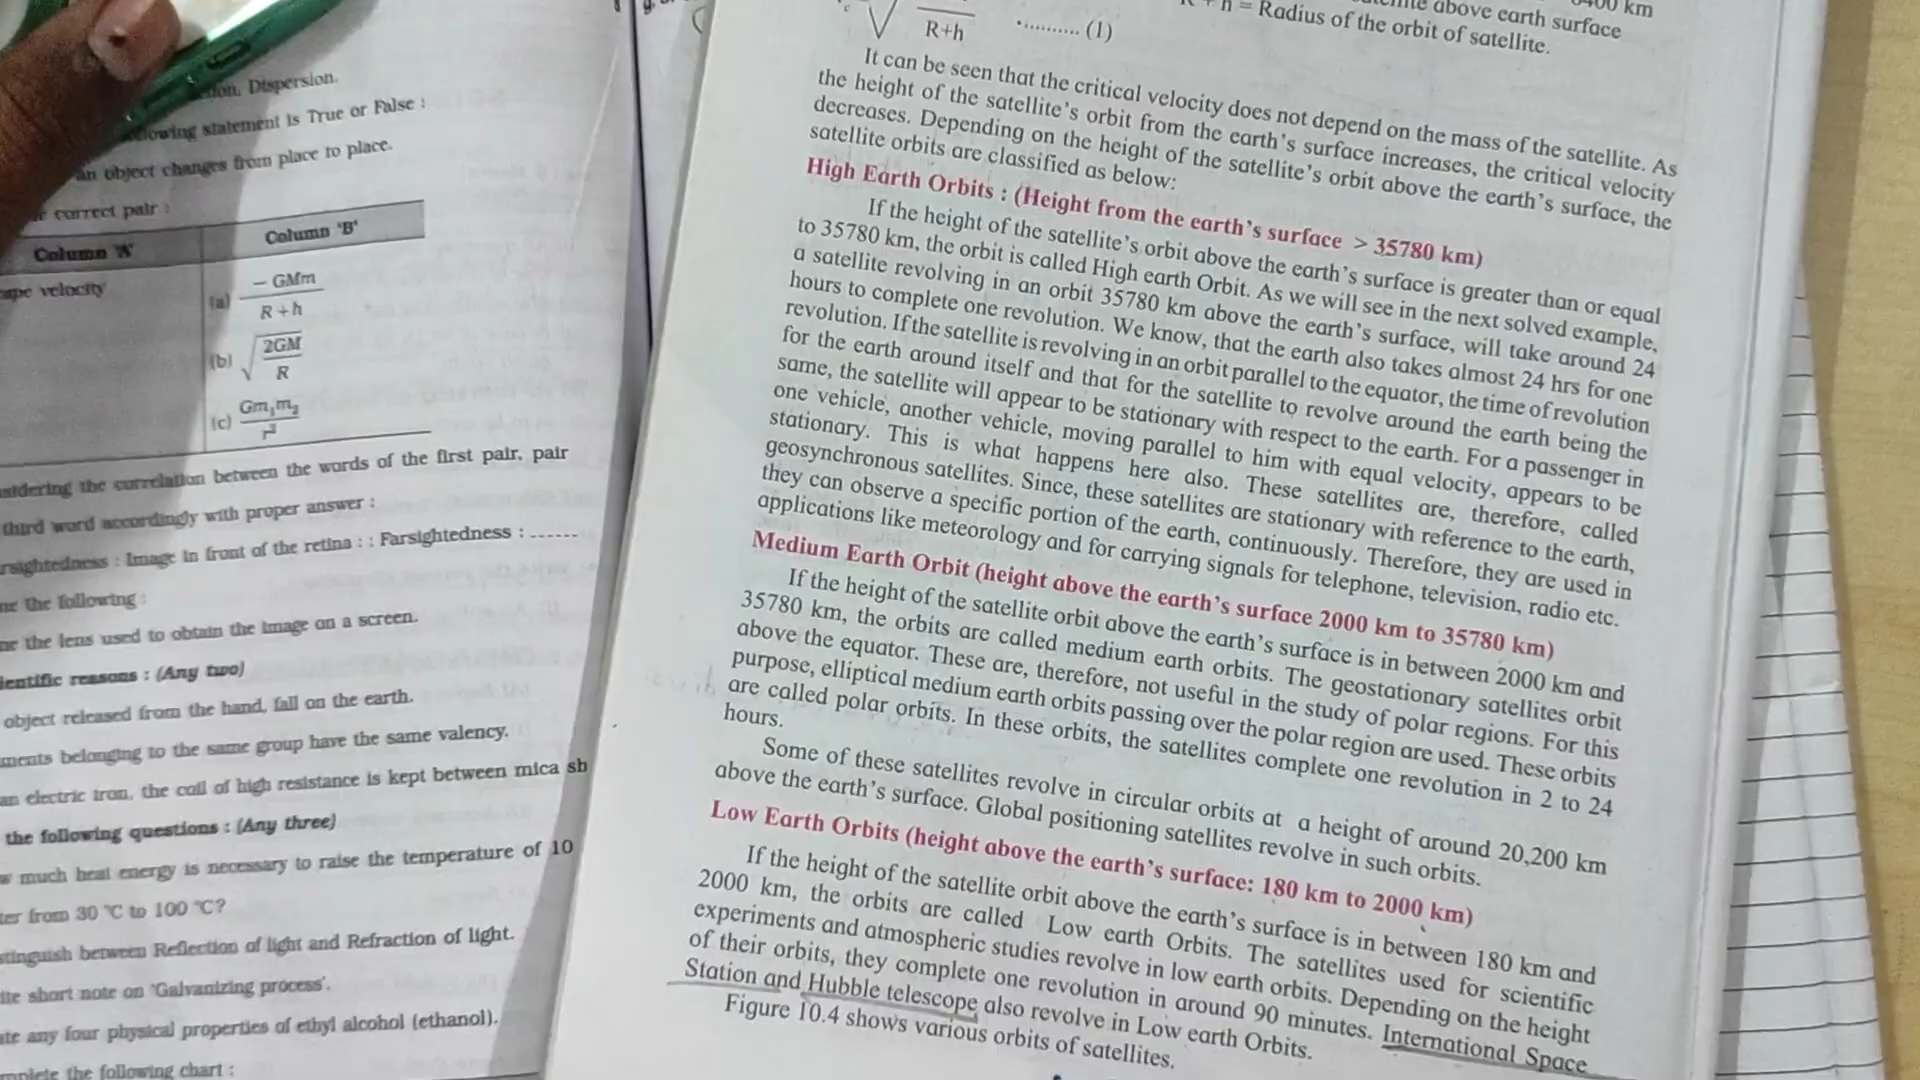 Dispersion.
statement is True or False :
an object changes from place to place.
correct pair :
Column 'A'
Column 'B'
velocity
(a) − GMm
R+h
(b) √ 2GM
R
(c) Gm₁m₂
r²
the correlation between the words of the first pair, pair
third word accordingly with proper answer :
: Image in front of the retina : : Farsightedness : ......
the following :
the lens used to obtain the image on a screen.
reasons : (Any two)
object released from the hand, fall on the earth.
belonging to the same group have the same valency.
an electric iron, the coil of high resistance is kept between mica sh
the following questions : (Any three)
much heat energy is necessary to raise the temperature of 10
from 30 °C to 100 °C?
between Reflection of light and Refraction of light.
short note on 'Galvanizing process'.
any four physical properties of ethyl alcohol (ethanol).
the following chart :
above earth surface
= Radius of the orbit of satellite.
R+h
........... (1)
It can be seen that the critical velocity does not depend on the mass of the satellite. As
the height of the satellite's orbit from the earth's surface increases, the critical velocity
decreases. Depending on the height of the satellite's orbit above the earth's surface, the
satellite orbits are classified as below:
High Earth Orbits : (Height from the earth's surface > 35780 km)
If the height of the satellite's orbit above the earth's surface is greater than or equal
to 35780 km, the orbit is called High earth Orbit. As we will see in the next solved example,
a satellite revolving in an orbit 35780 km above the earth's surface, will take around 24
hours to complete one revolution. We know, that the earth also takes almost 24 hrs for one
revolution. If the satellite is revolving in an orbit parallel to the equator, the time of revolution
for the earth around itself and that for the satellite to revolve around the earth being the
same, the satellite will appear to be stationary with respect to the earth. For a passenger in
one vehicle, another vehicle, moving parallel to him with equal velocity, appears to be
stationary. This is what happens here also. These satellites are, therefore, called
geosynchronous satellites. Since, these satellites are stationary with reference to the earth,
they can observe a specific portion of the earth, continuously. Therefore, they are used in
applications like meteorology and for carrying signals for telephone, television, radio etc.
Medium Earth Orbit (height above the earth's surface 2000 km to 35780 km)
If the height of the satellite orbit above the earth's surface is in between 2000 km and
35780 km, the orbits are called medium earth orbits. The geostationary satellites orbit
above the equator. These are, therefore, not useful in the study of polar regions. For this
purpose, elliptical medium earth orbits passing over the polar region are used. These orbits
are called polar orbits. In these orbits, the satellites complete one revolution in 2 to 24
hours.
Some of these satellites revolve in circular orbits at a height of around 20,200 km
above the earth's surface. Global positioning satellites revolve in such orbits.
Low Earth Orbits (height above the earth's surface: 180 km to 2000 km)
If the height of the satellite orbit above the earth's surface is in between 180 km and
2000 km, the orbits are called Low earth Orbits. The satellites used for scientific
experiments and atmospheric studies revolve in low earth orbits. Depending on the height
of their orbits, they complete one revolution in around 90 minutes. International Space
Station and Hubble telescope also revolve in Low earth Orbits.
Figure 10.4 shows various orbits of satellites.